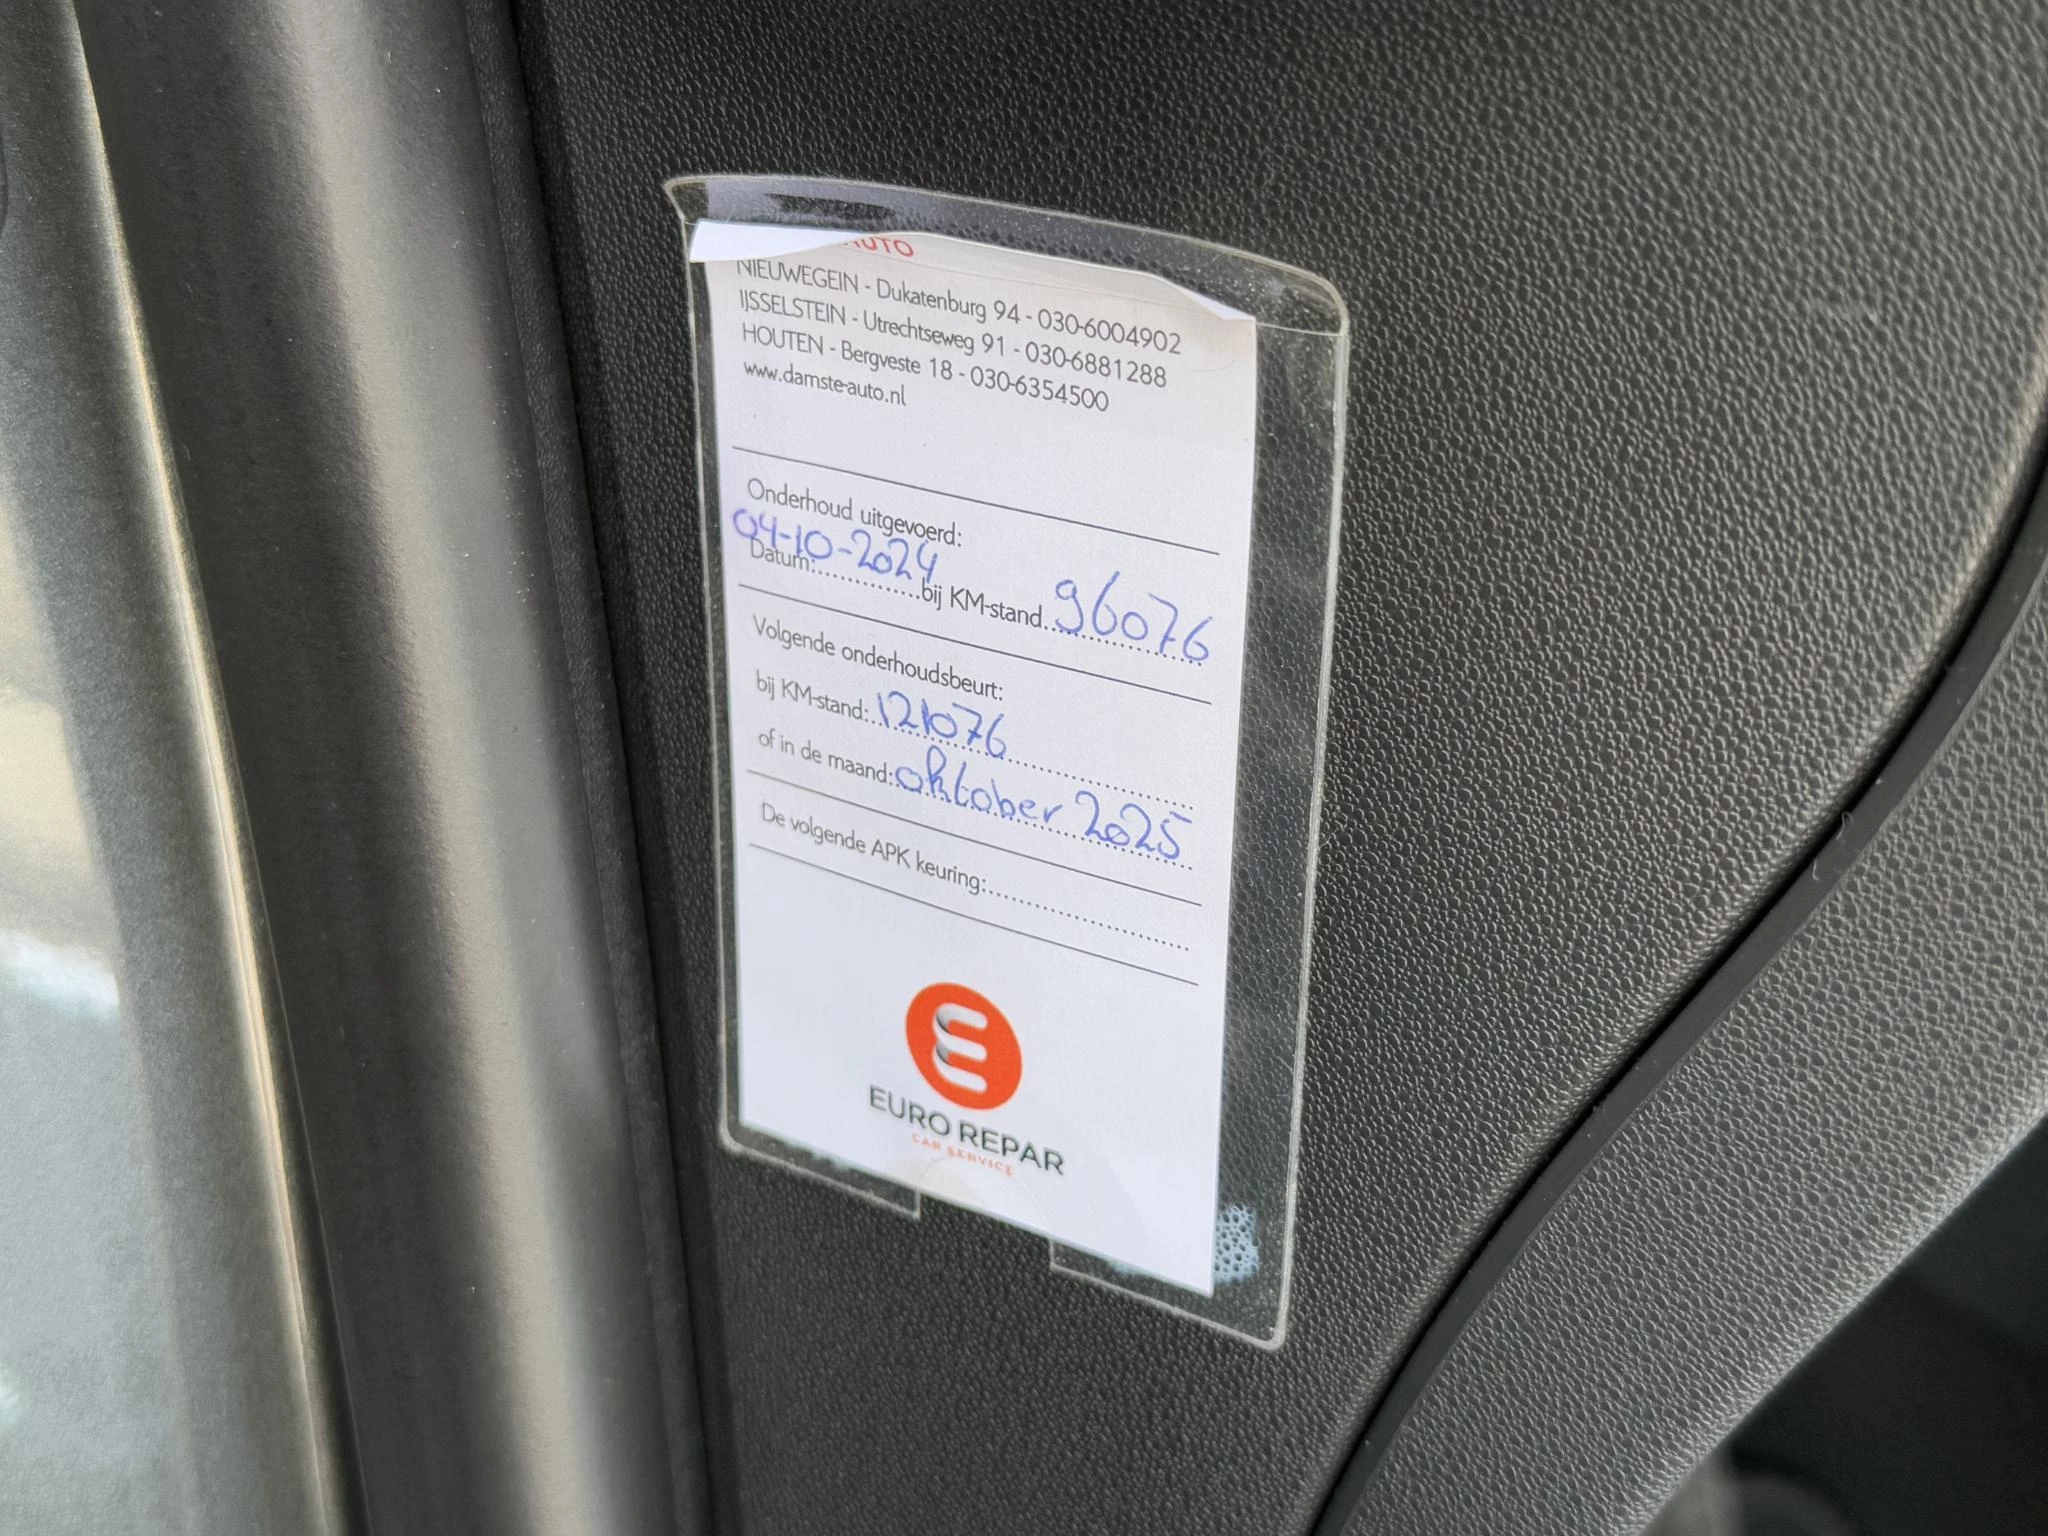 AUTO
NIEUWEGEIN - Dukatenburg 94 - 030-6004902
IJSSELSTEIN - Utrechtseweg 91 - 030-6881288
HOUTEN - Bergveste 18 - 030-6354500
www.damste-auto.nl
Onderhoud uitgevoerd:
Datum: 04-10-2024 bij KM-stand 96076
Volgende onderhoudsbeurt:
bij KM-stand: 121076
of in de maand: oktober 2025
De volgende APK keuring:
EURO REPAR
CAR SERVICE